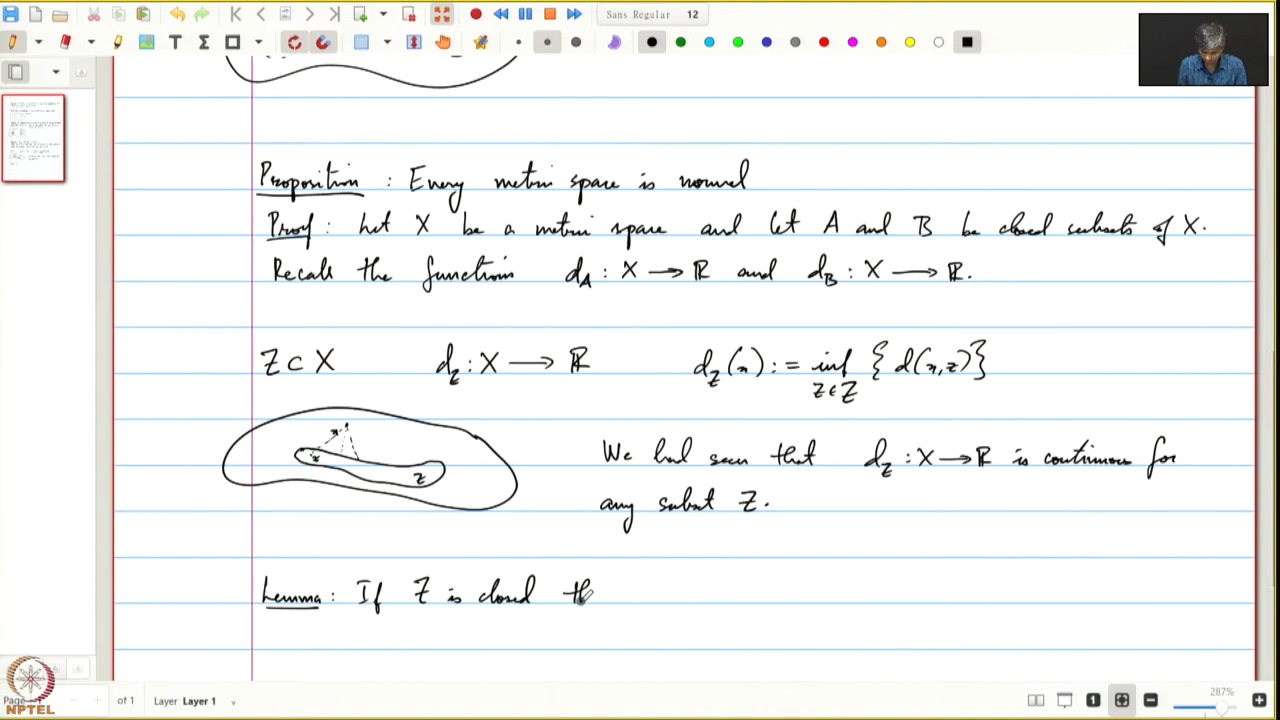 Sans Regular 12
Proposition : Every metric space is normal
Proof : Let X be a metric space and let A and B be closed subsets of X.
Recall the functions d_A : X → ℝ and d_B : X → ℝ.
Z ⊂ X d_Z : X → ℝ d_Z(x) := inf_{z∈Z} {d(x,z)}
x
z
Z
We had seen that d_Z : X → ℝ is continuous for
any subset Z.
Lemma : If Z is closed th
Page of 1 Layer Layer 1
287%
NPTEL